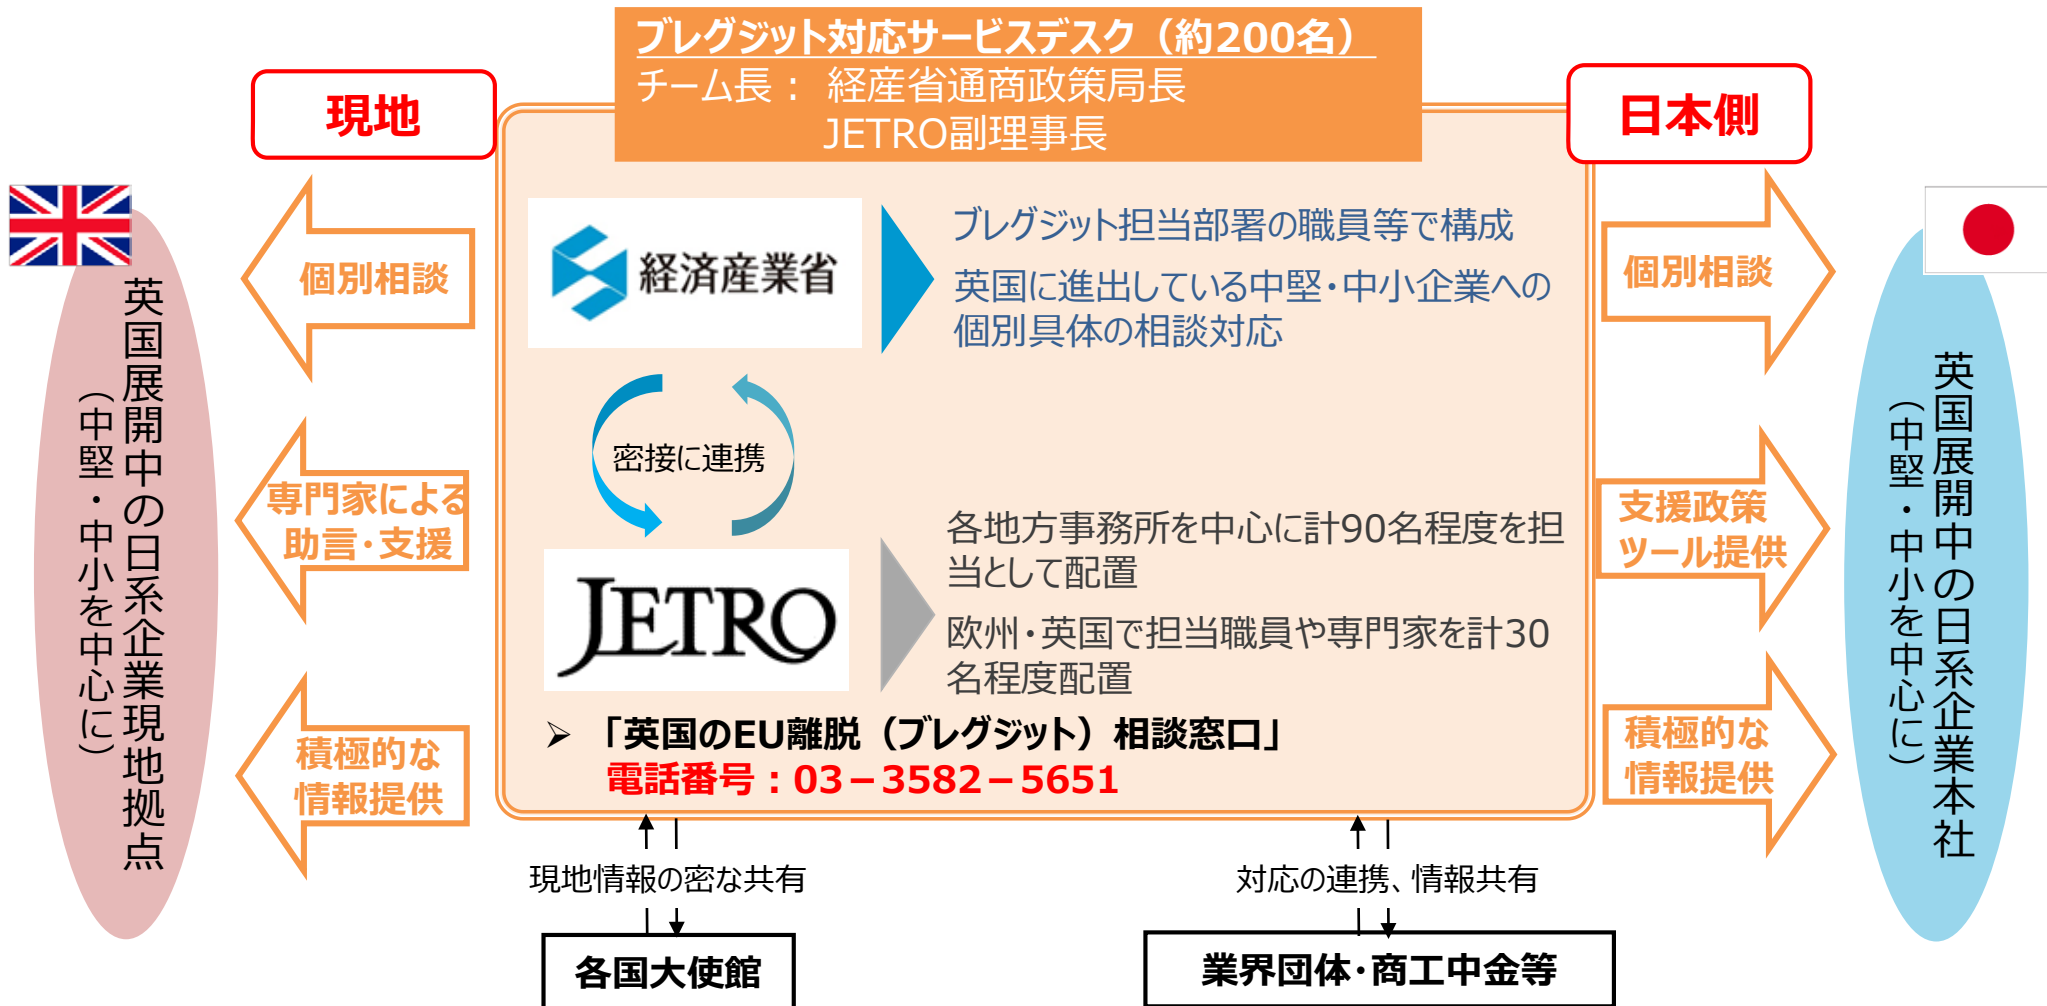 ブレグジット対応サービスデスク（約200名）
チーム長： 経産省通商政策局長
JETRO副理事長
現地
日本側
個別相談
専門家による
助言・支援
積極的な
情報提供
英国展開中の日系企業現地拠点
（中堅・中小を中心に）
経済産業省
ブレグジット担当部署の職員等で構成
英国に進出している中堅・中小企業への
個別具体の相談対応
密接に連携
JETRO
各地方事務所を中心に計90名程度を担
当として配置
欧州・英国で担当職員や専門家を計30
名程度配置
➢ 「英国のEU離脱（ブレグジット）相談窓口」
電話番号：03－3582－5651
個別相談
支援政策
ツール提供
積極的な
情報提供
英国展開中の日系企業本社
（中堅・中小を中心に）
現地情報の密な共有
対応の連携、情報共有
各国大使館
業界団体・商工中金等